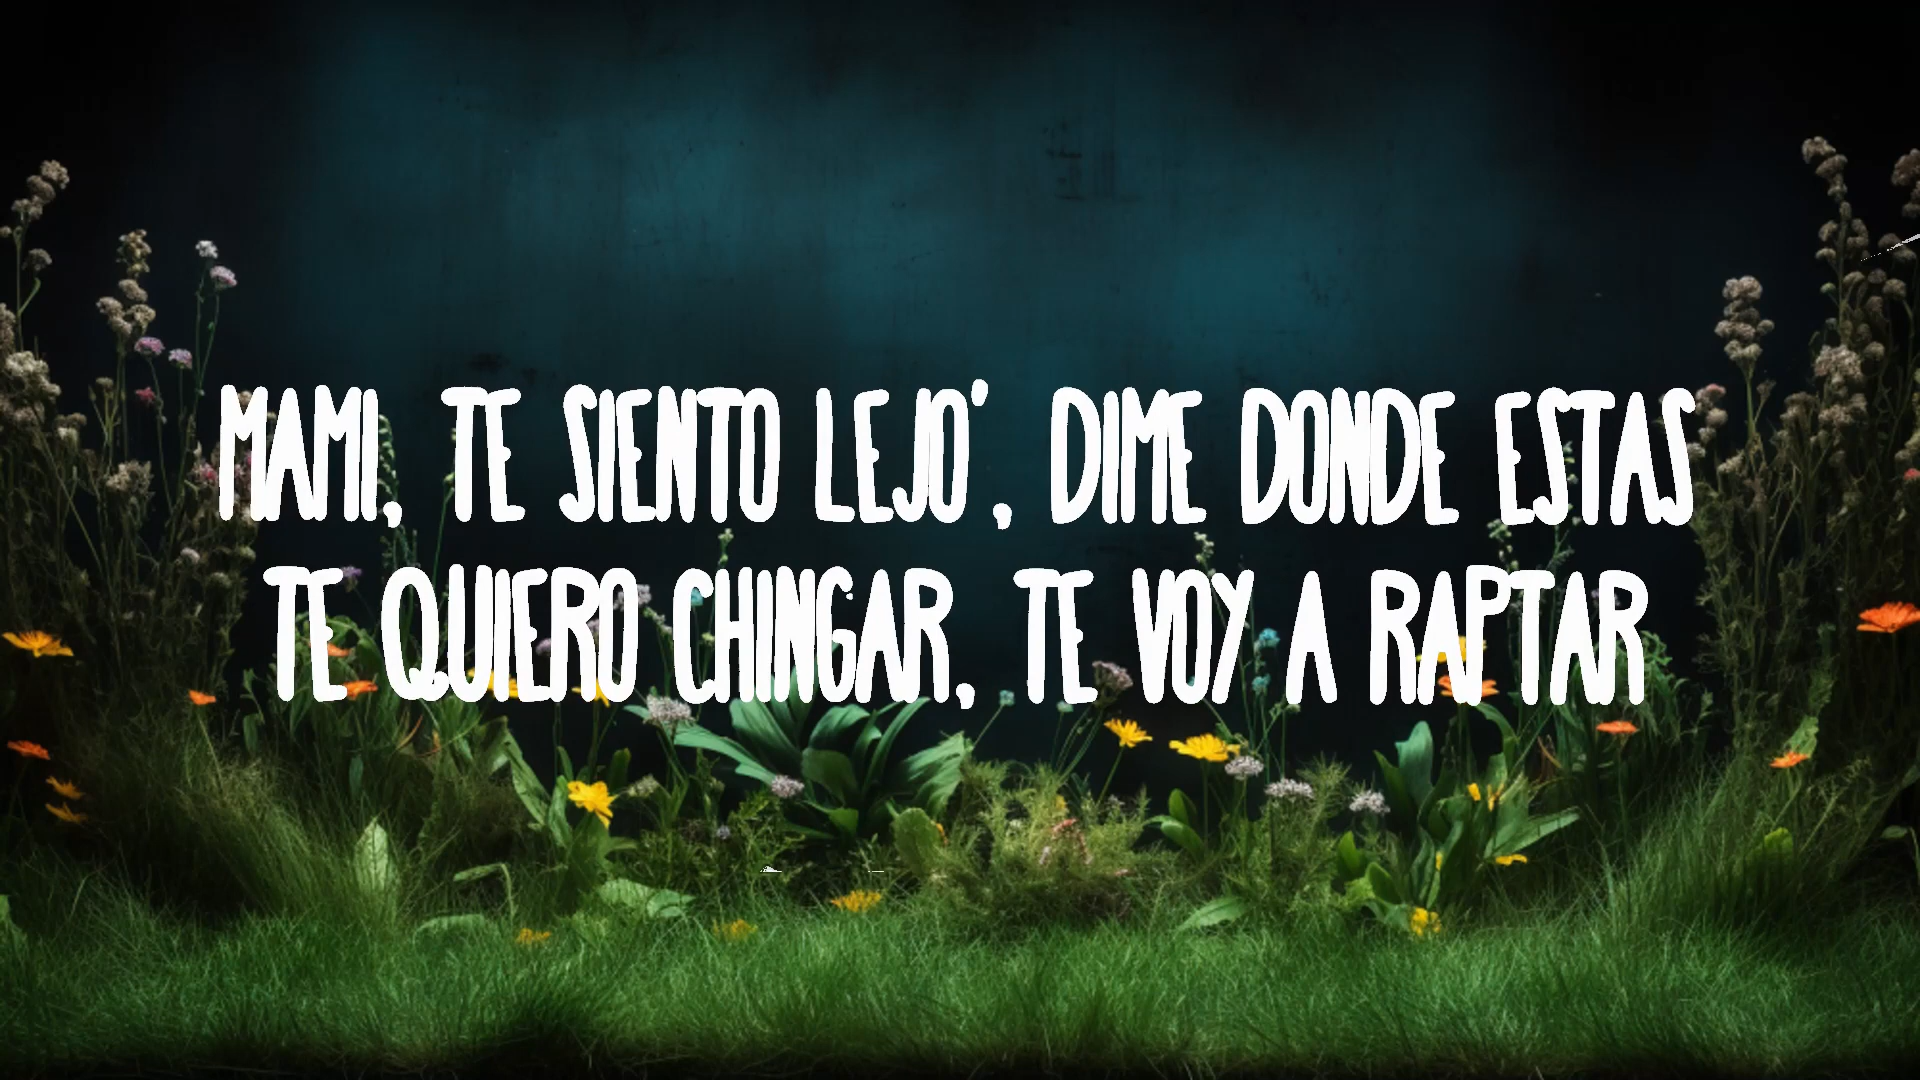 MAMI, TE SIENTO LEJO', DIME DONDE ESTAS
TE QUIERO CHINGAR, TE VOY A RAPTAR